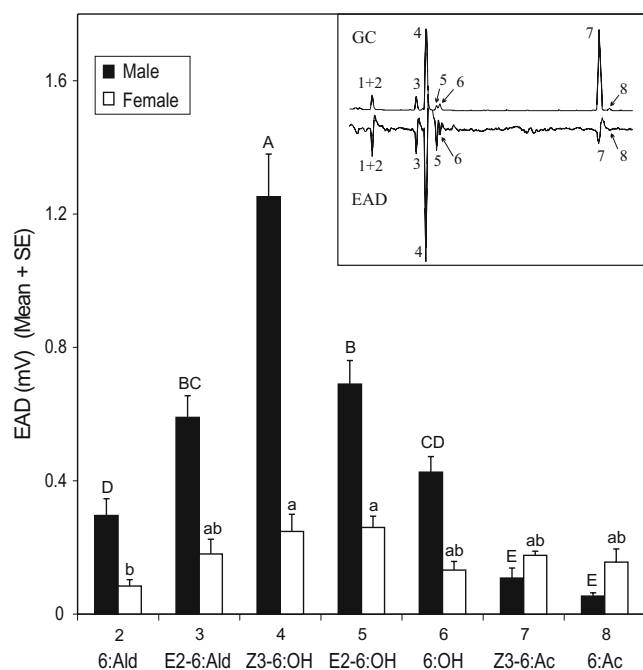 EAD (mV) (Mean + SE)
1.6
1.2
0.8
0.4
0
Male
Female
GC
4
7
1+2
3
5
6
8
1+2
3
5
6
7
8
EAD
4
D
b
BC
ab
A
a
B
a
CD
ab
E
ab
E
ab
2 3 4 5 6 7 8
6:Ald E2-6:Ald Z3-6:OH E2-6:OH 6:OH Z3-6:Ac 6:Ac